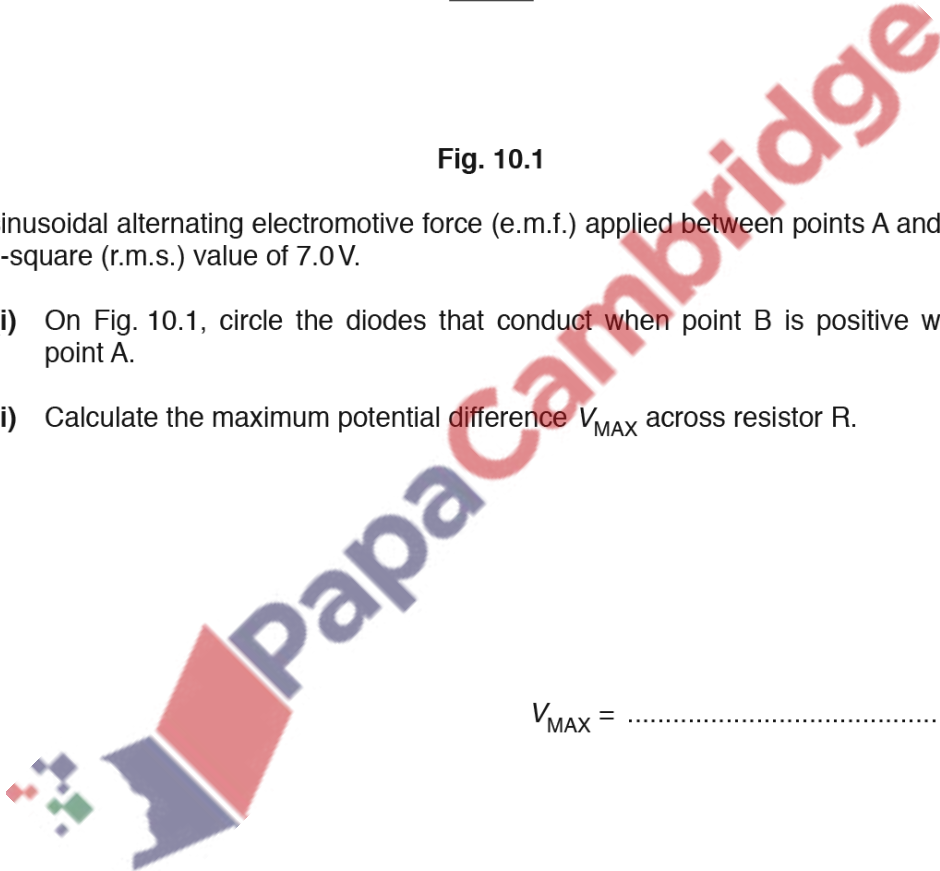 Fig. 10.1
inusoidal alternating electromotive force (e.m.f.) applied between points A and
-square (r.m.s.) value of 7.0 V.
i) On Fig. 10.1, circle the diodes that conduct when point B is positive w
point A.
i) Calculate the maximum potential difference VMAX across resistor R.
PapaCambridge
VMAX = ........................................